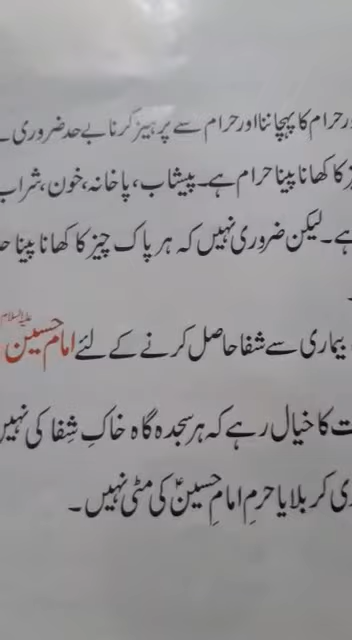 حرام کا پہچاننا اور حرام سے پرہیز کرنا بے حد ضروری
کا کھانا پینا حرام ہے۔ پیشاب، پاخانہ، خون، شراب
ہے۔ لیکن ضروری نہیں کہ ہر پاک چیز کا کھانا پینا
بیماری سے شفا حاصل کرنے کے لئے امام حسین علیہ السلام
کا خیال رہے کہ ہر سجدہ گاہ خاکِ شِفا کی نہیں
کربلا یا حرمِ امام حسینؑ کی مٹی نہیں۔